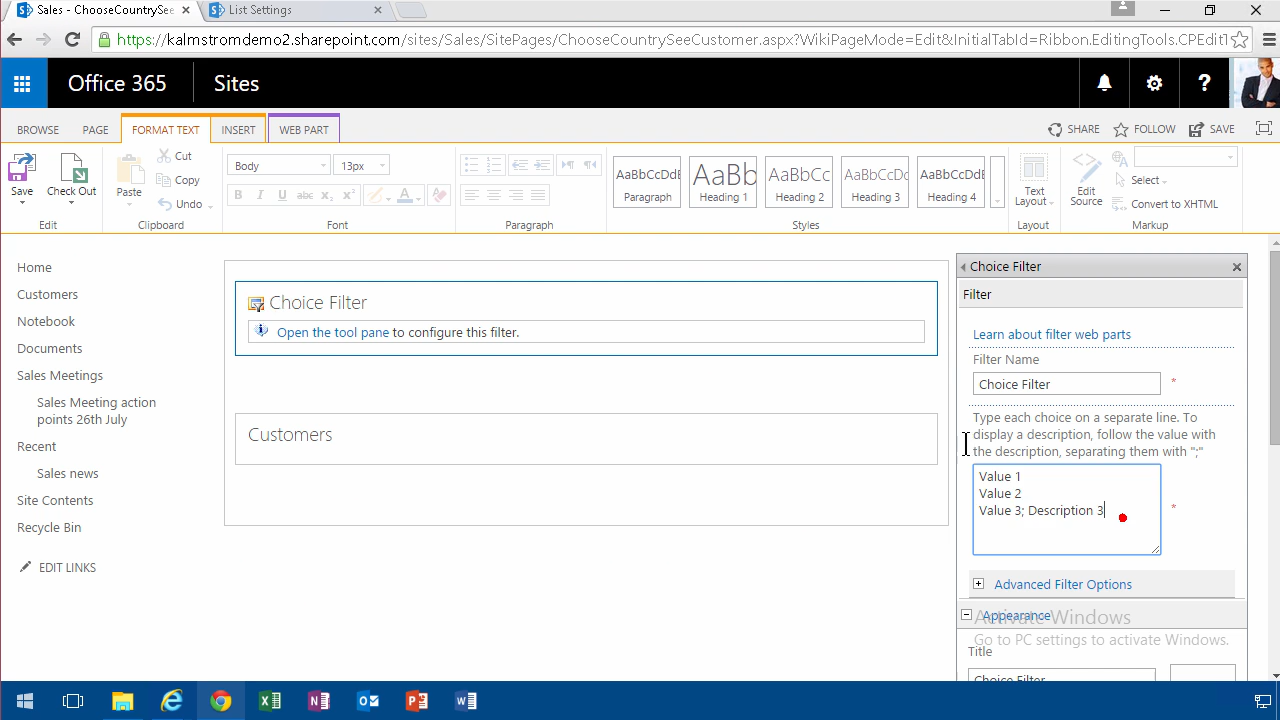 Sales - ChooseCountrySee
List Settings
https://kalmstromdemo2.sharepoint.com/sites/Sales/SitePages/ChooseCountrySeeCustomr.aspx?WikiPageMode=Edit&InitialTabId=Ribbon.EditingTools.CPEdit
Office 365
Sites
?
BROWSE
PAGE
FORMAT TEXT
INSERT
WEB PART
SHARE
FOLLOW
SAVE
Save
Check Out
Paste
Cut
Copy
Undo
Body
13px
B I U abc x₂ x²
A
AaBbCcDdE
Paragraph
AaBb
Heading 1
AaBbCc
Heading 2
AaBbCcDc
Heading 3
AaBbCcDdE
Heading 4
Text Layout
Edit Source
Select
Convert to XHTML
Edit
Clipboard
Font
Paragraph
Styles
Layout
Markup
Home
Customers
Notebook
Documents
Sales Meetings
Sales Meeting action
points 26th July
Recent
Sales news
Site Contents
Recycle Bin
EDIT LINKS
Choice Filter
Open the tool pane to configure this filter.
Customers
Choice Filter
Filter
Learn about filter web parts
Filter Name
Choice Filter
*
Type each choice on a separate line. To
display a description, follow the value with
the description, separating them with ";"
Value 1
Value 2
Value 3; Description 3
*
Advanced Filter Options
Appearance
Activate Windows
Go to PC settings to activate Windows.
Title
Choice Filter